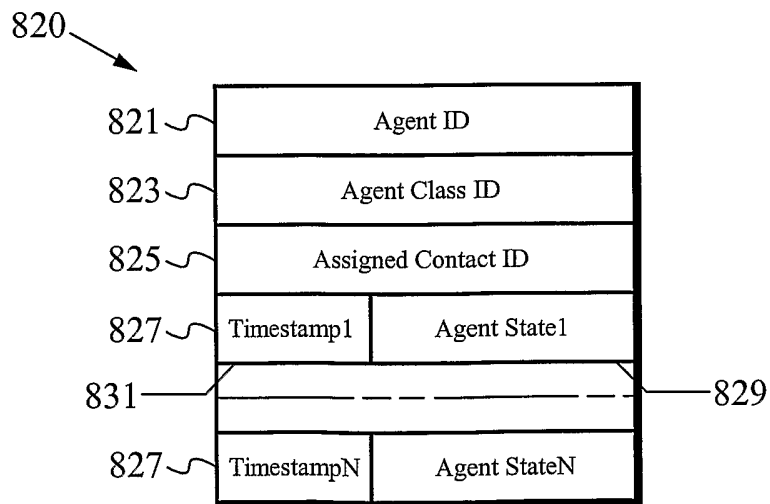 820
821 Agent ID
823 Agent Class ID
825 Assigned Contact ID
827 Timestamp1 Agent State1
831 829
827 TimestampN Agent StateN